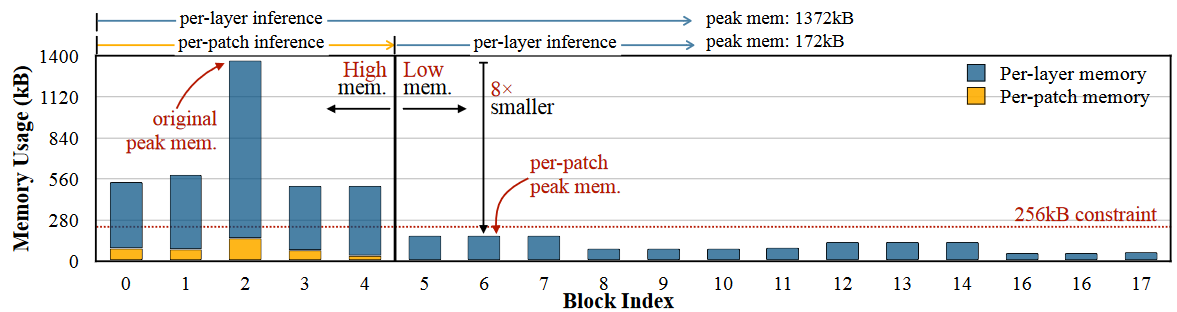 per-layer inference
peak mem: 1372kB
per-patch inference
per-layer inference
peak mem: 172kB
Memory Usage (kB)
1400
1120
840
560
280
0
High
mem.
Low
mem.
8×
smaller
original
peak mem.
per-patch
peak mem.
Per-layer memory
Per-patch memory
256kB constraint
0 1 2 3 4 5 6 7 8 9 10 11 12 13 14 16 16 17
Block Index